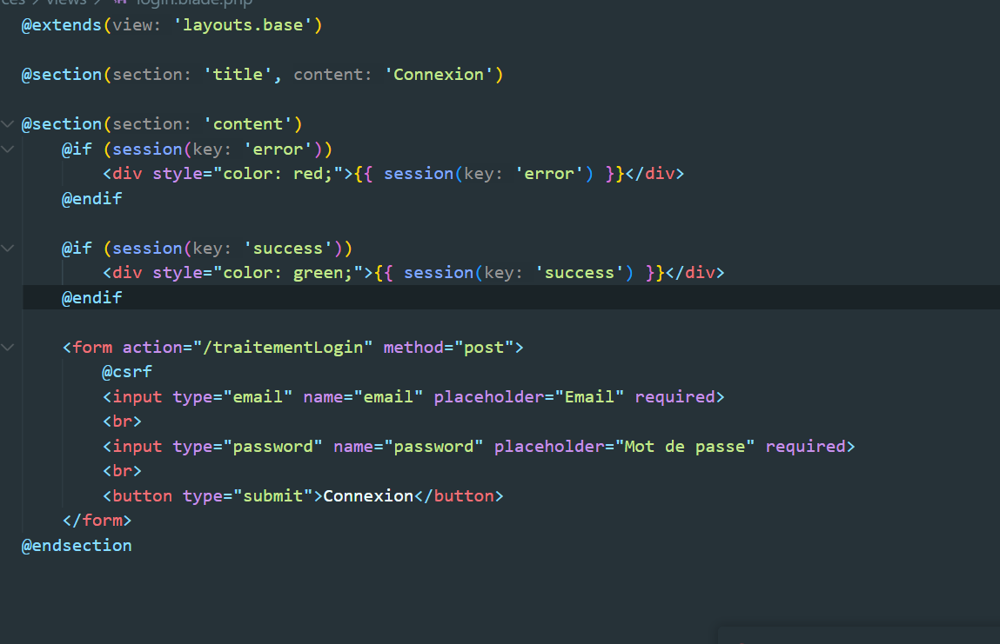 ces > views > login.blade.php
@extends(view: 'layouts.base')
@section(section: 'title', content: 'Connexion')
@section(section: 'content')
@if (session(key: 'error'))
<div style="color: red;">{{ session(key: 'error') }}</div>
@endif
@if (session(key: 'success'))
<div style="color: green;">{{ session(key: 'success') }}</div>
@endif
<form action="/traitementLogin" method="post">
@csrf
<input type="email" name="email" placeholder="Email" required>
<br>
<input type="password" name="password" placeholder="Mot de passe" required>
<br>
<button type="submit">Connexion</button>
</form>
@endsection